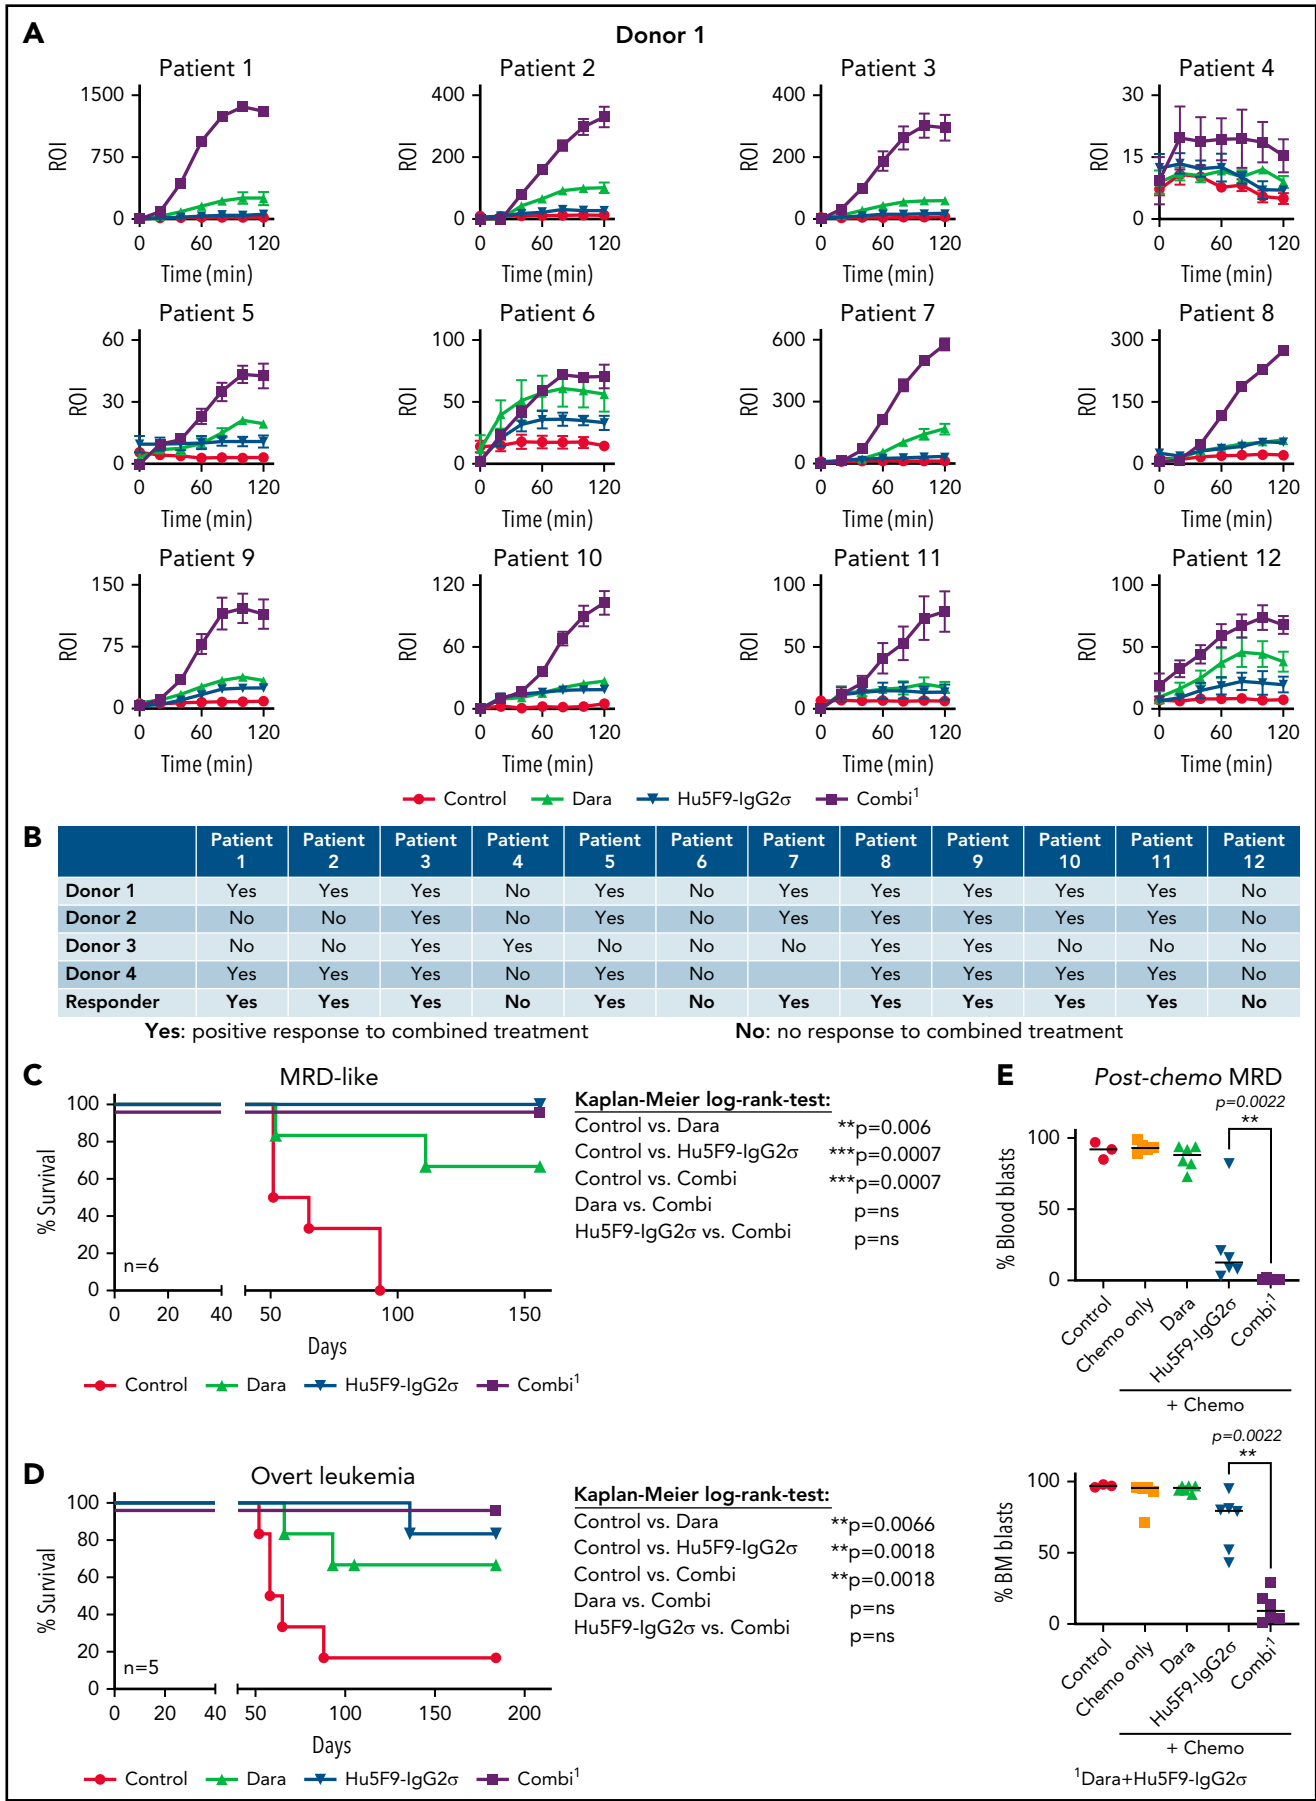 A
Donor 1
Patient 1
Patient 2
Patient 3
Patient 4
1500
750
0
ROI
0 60 120
Time (min)
400
200
0
ROI
0 60 120
Time (min)
400
200
0
ROI
0 60 120
Time (min)
30
15
0
ROI
0 60 120
Time (min)
Patient 5
Patient 6
Patient 7
Patient 8
60
30
0
ROI
0 60 120
Time (min)
100
50
0
ROI
0 60 120
Time (min)
600
300
0
ROI
0 60 120
Time (min)
300
150
0
ROI
0 60 120
Time (min)
Patient 9
Patient 10
Patient 11
Patient 12
150
75
0
ROI
0 60 120
Time (min)
120
60
0
ROI
0 60 120
Time (min)
100
50
0
ROI
0 60 120
Time (min)
100
50
0
ROI
0 60 120
Time (min)
Control Dara Hu5F9-IgG2σ Combi¹
B
Patient 1 Patient 2 Patient 3 Patient 4 Patient 5 Patient 6 Patient 7 Patient 8 Patient 9 Patient 10 Patient 11 Patient 12
Donor 1 Yes Yes Yes No Yes No Yes Yes Yes Yes Yes No
Donor 2 No No Yes No Yes No Yes Yes Yes Yes Yes No
Donor 3 No No Yes Yes No No No Yes Yes No No No
Donor 4 Yes Yes Yes No Yes No Yes Yes Yes Yes No
Responder Yes Yes Yes No Yes No Yes Yes Yes Yes Yes No
Yes: positive response to combined treatment No: no response to combined treatment
C
MRD-like
% Survival
100
80
60
40
20
0
n=6
0 20 40 50 100 150
Days
Kaplan-Meier log-rank-test:
Control vs. Dara **p=0.006
Control vs. Hu5F9-IgG2σ ***p=0.0007
Control vs. Combi ***p=0.0007
Dara vs. Combi p=ns
Hu5F9-IgG2σ vs. Combi p=ns
Control Dara Hu5F9-IgG2σ Combi¹
D
Overt leukemia
% Survival
100
80
60
40
20
0
n=5
0 20 40 50 100 150 200
Days
Kaplan-Meier log-rank-test:
Control vs. Dara **p=0.0066
Control vs. Hu5F9-IgG2σ **p=0.0018
Control vs. Combi **p=0.0018
Dara vs. Combi p=ns
Hu5F9-IgG2σ vs. Combi p=ns
Control Dara Hu5F9-IgG2σ Combi¹
E
Post-chemo MRD
p=0.0022
**
% Blood blasts
100
50
0
Control
Chemo only
Dara
Hu5F9-IgG2σ
Combi¹
+ Chemo
p=0.0022
**
% BM blasts
100
50
0
Control
Chemo only
Dara
Hu5F9-IgG2σ
Combi¹
+ Chemo
¹Dara+Hu5F9-IgG2σ